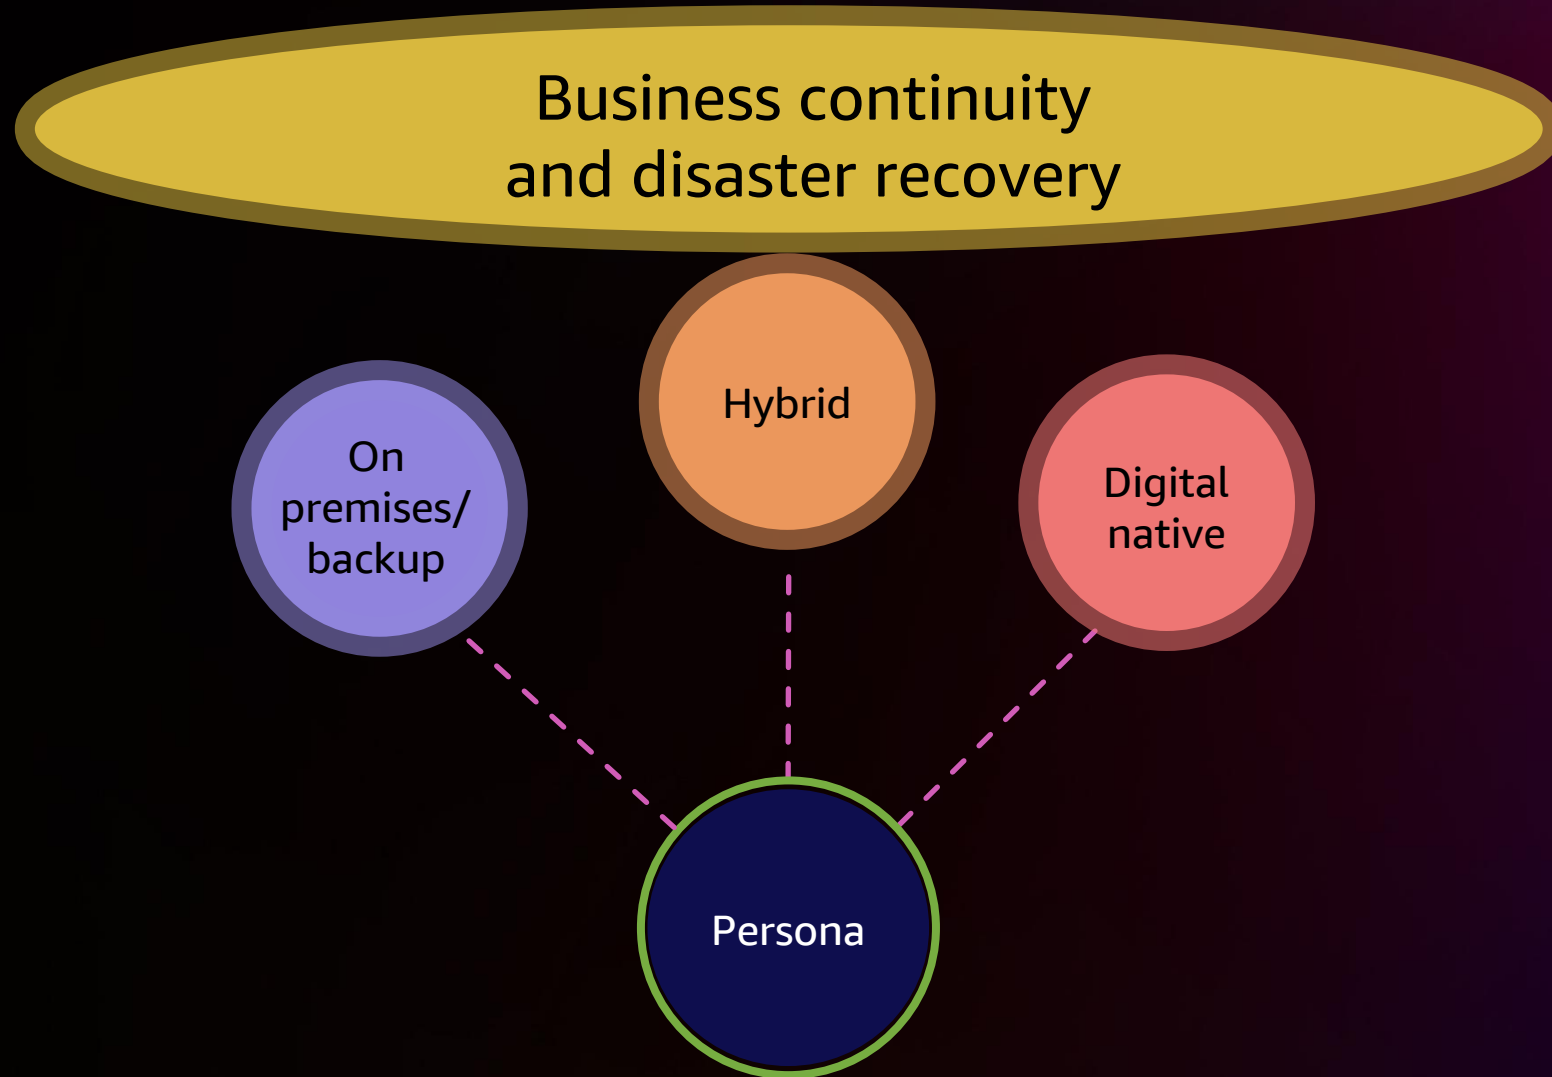 Business continuity
and disaster recovery
Hybrid
On
premises/
backup
Digital
native
Persona